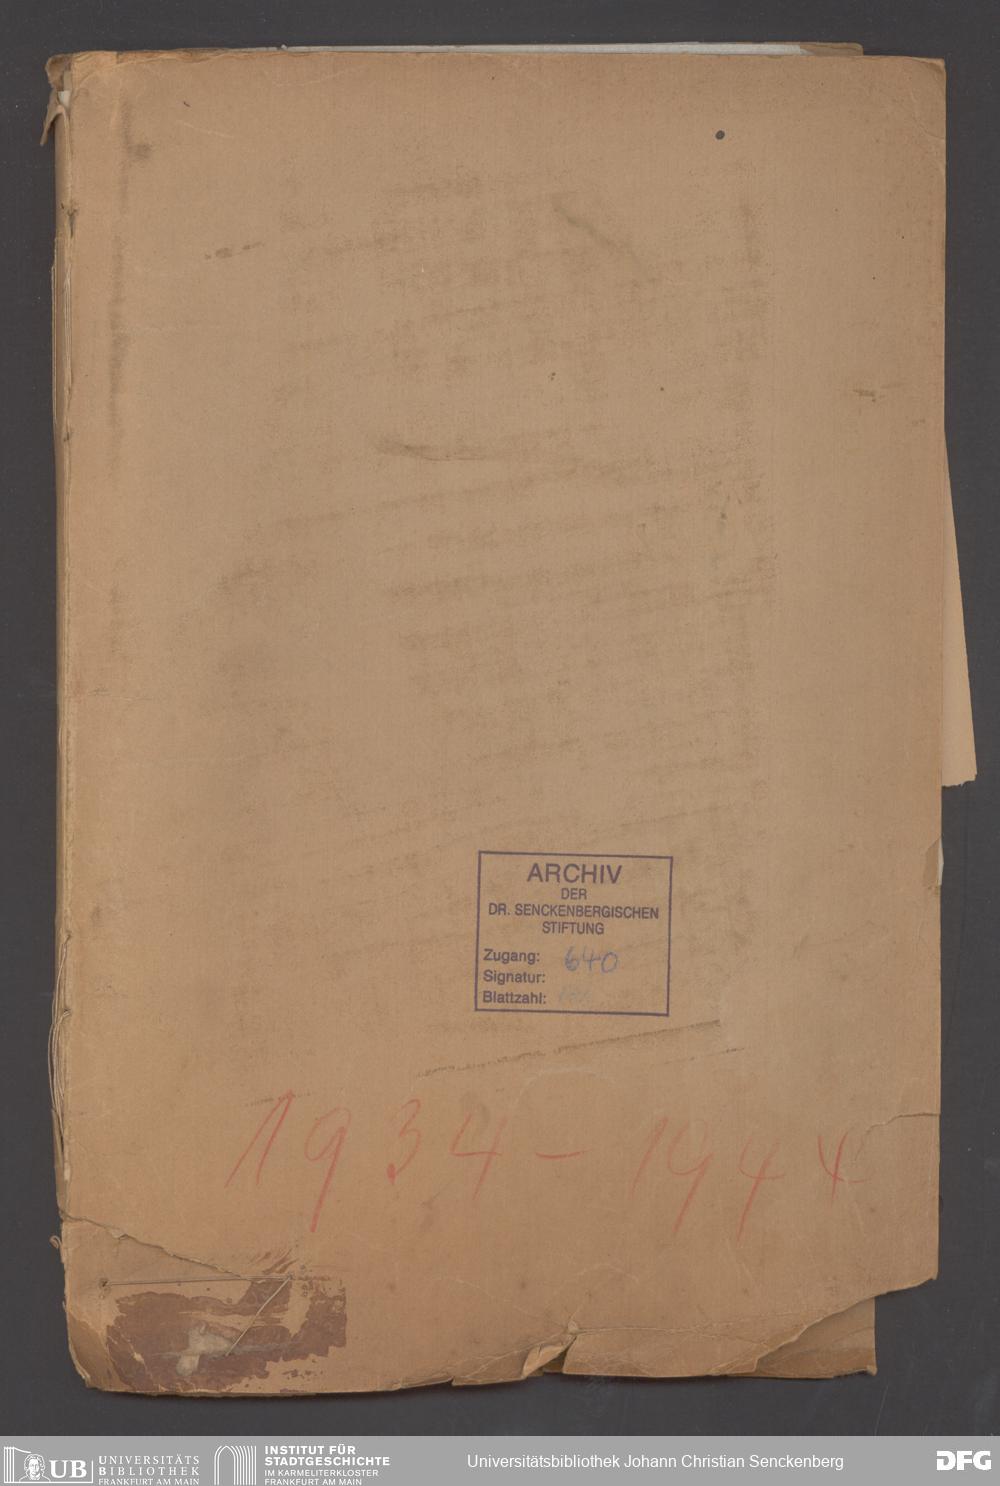 ARCHIV
DER
DR. SENCKENBERGISCHEN
STIFTUNG
Zugang: 640
Signatur:
Blattzahl:
1934 - 1944
UB
UNIVERSITÄTS
BIBLIOTHEK
FRANKFURT AM MAIN
INSTITUT FÜR
STADTGESCHICHTE
IM KARMELITERKLOSTER
FRANKFURT AM MAIN
Universitätsbibliothek Johann Christian Senckenberg
DFG